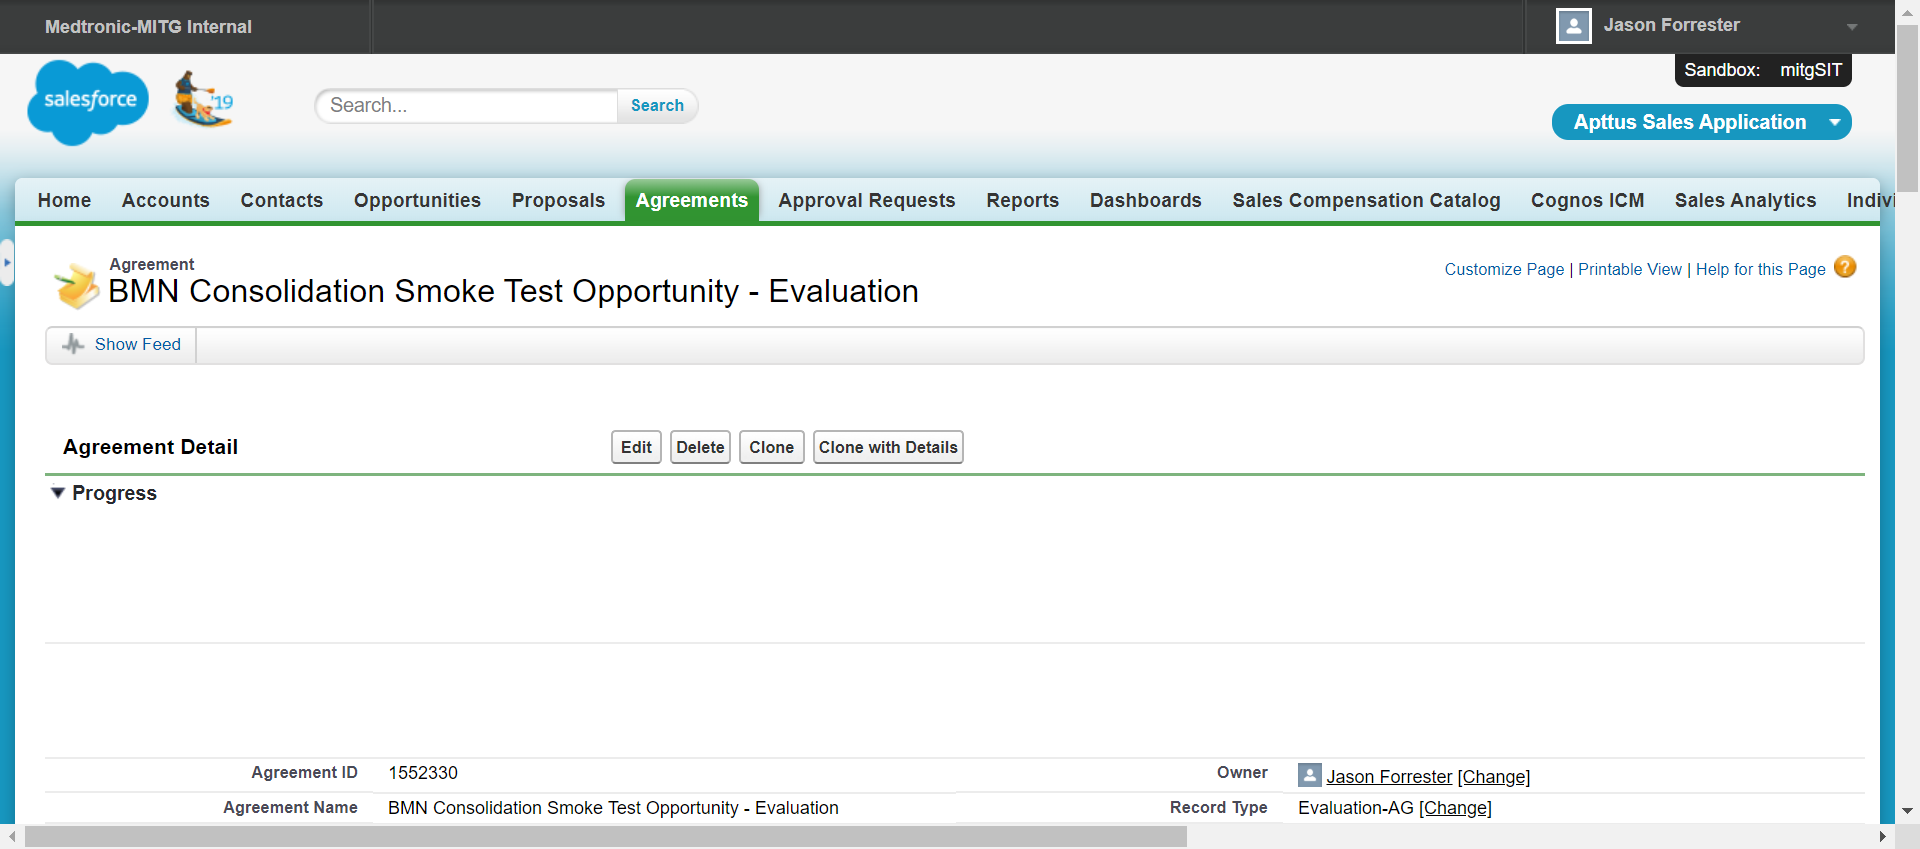 Medtronic-MITG Internal
Jason Forrester
Sandbox: mitgSIT
salesforce
'19
Search...
Search
Apttus Sales Application
Home Accounts Contacts Opportunities Proposals Agreements Approval Requests Reports Dashboards Sales Compensation Catalog Cognos ICM Sales Analytics Indivi
Agreement
BMN Consolidation Smoke Test Opportunity - Evaluation
Customize Page | Printable View | Help for this Page ?
Show Feed
Agreement Detail
Edit Delete Clone Clone with Details
Progress
Agreement ID 1552330 Owner Jason Forrester [Change]
Agreement Name BMN Consolidation Smoke Test Opportunity - Evaluation Record Type Evaluation-AG [Change]